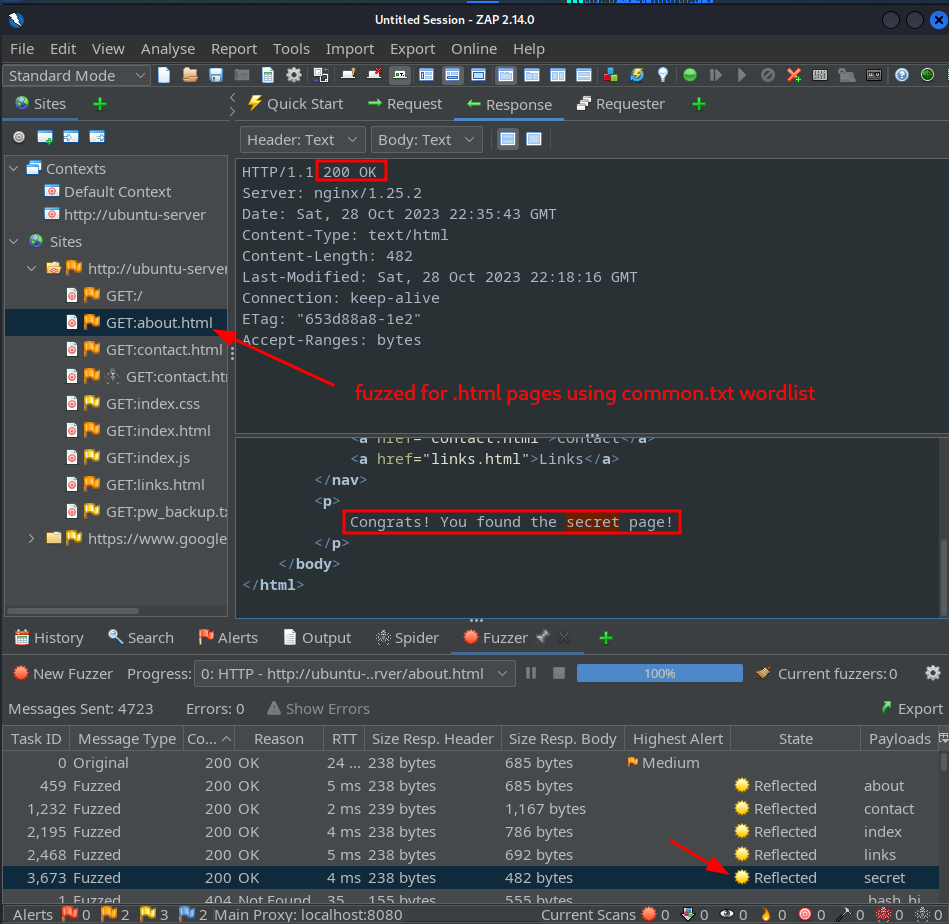 Untitled Session - ZAP 2.14.0
File Edit View Analyse Report Tools Import Export Online Help
Standard Mode
Sites
Quick Start Request Response Requester
Header: Text Body: Text
Contexts
Default Context
http://ubuntu-server
Sites
http://ubuntu-server
GET:/
GET:about.html
GET:contact.html
GET:contact.ht
GET:index.css
GET:index.html
GET:index.js
GET:links.html
GET:pw_backup.tx
https://www.google
HTTP/1.1 200 OK
Server: nginx/1.25.2
Date: Sat, 28 Oct 2023 22:35:43 GMT
Content-Type: text/html
Content-Length: 482
Last-Modified: Sat, 28 Oct 2023 22:18:16 GMT
Connection: keep-alive
ETag: "653d88a8-1e2"
Accept-Ranges: bytes
fuzzed for .html pages using common.txt wordlist
<a href="contact.html">Contact</a>
<a href="links.html">Links</a>
</nav>
<p>
Congrats! You found the secret page!
</p>
</body>
</html>
History Search Alerts Output Spider Fuzzer
New Fuzzer Progress: 0: HTTP - http://ubuntu-..rver/about.html 100% Current fuzzers: 0
Messages Sent: 4723 Errors: 0 Show Errors Export
Task ID Message Type Co... Reason RTT Size Resp. Header Size Resp. Body Highest Alert State Payloads
0 Original 200 OK 24 ... 238 bytes 685 bytes Medium
459 Fuzzed 200 OK 5 ms 238 bytes 685 bytes Reflected about
1,232 Fuzzed 200 OK 2 ms 239 bytes 1,167 bytes Reflected contact
2,195 Fuzzed 200 OK 4 ms 238 bytes 786 bytes Reflected index
2,468 Fuzzed 200 OK 5 ms 238 bytes 692 bytes Reflected links
3,673 Fuzzed 200 OK 4 ms 238 bytes 482 bytes Reflected secret
1 Fuzzed 404 Not Found 35 155 bytes 555 bytes .bash_hi
Alerts 0 2 3 2 Main Proxy: localhost:8080 Current Scans 0 0 0 0 0 0 0 0